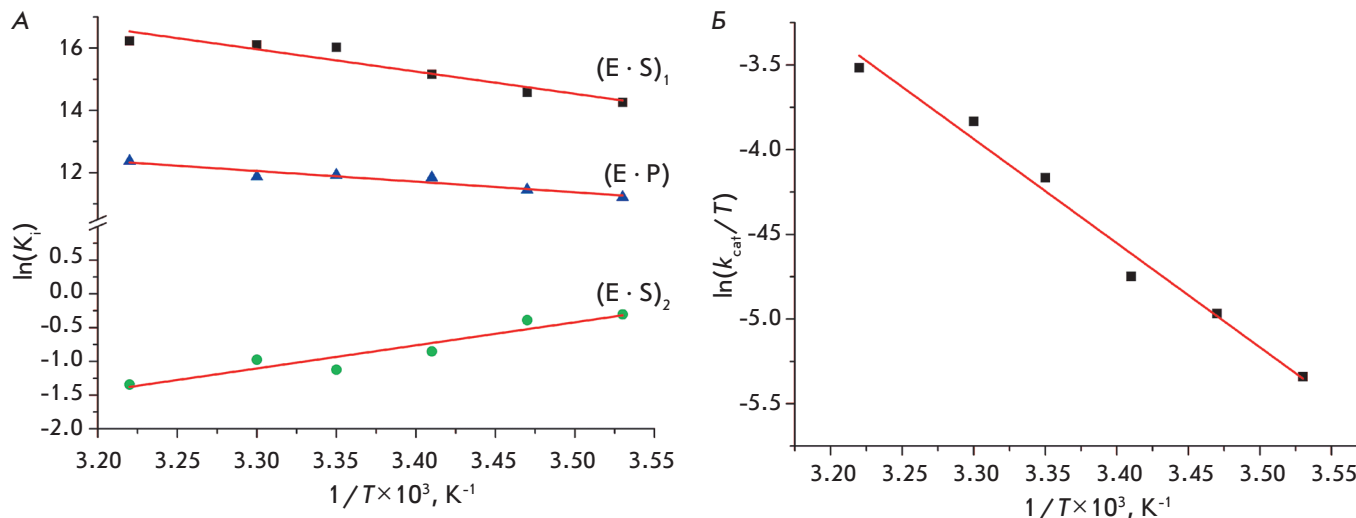 А
16
14
12
0.5
0.0
-0.5
-1.0
-1.5
-2.0
ln(Kᵢ)
(E · S)₁
(E · P)
(E · S)₂
3.20 3.25 3.30 3.35 3.40 3.45 3.50 3.55
1/T×10³, K⁻¹
Б
-3.5
-4.0
-45
-5.0
-5.5
ln(k_cat/T)
3.20 3.25 3.30 3.35 3.40 3.45 3.50 3.55
1/T×10³, K⁻¹